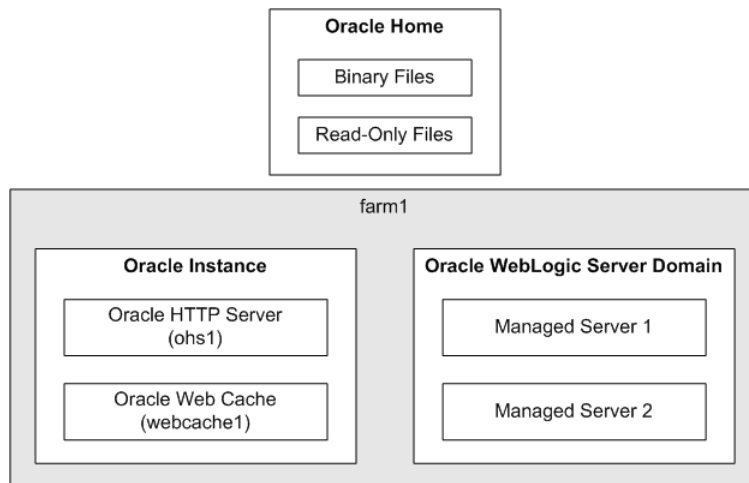 Oracle Home
Binary Files
Read-Only Files
farm1
Oracle Instance
Oracle HTTP Server
(ohs1)
Oracle Web Cache
(webcache1)
Oracle WebLogic Server Domain
Managed Server 1
Managed Server 2